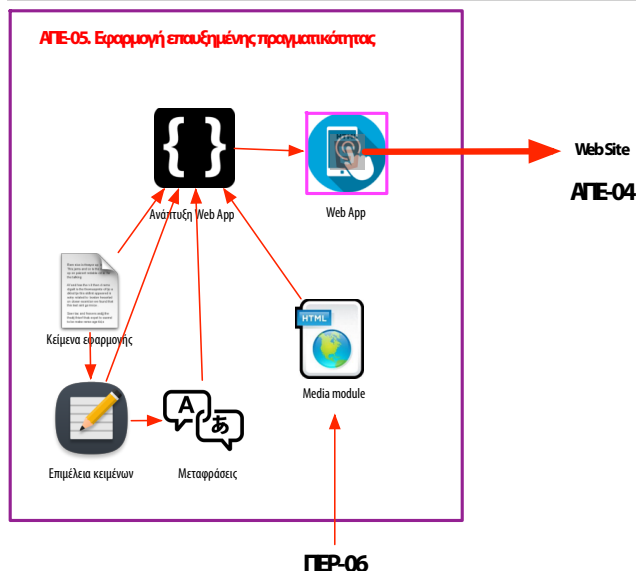 ΑΠΕ-05. Εφαρμογή επαυξημένης πραγματικότητας
{ }
Web Site
Ανάπτυξη Web App
Web App
ΑΠΕ-04
HTML
Κείμενα εφαρμογής
Media module
A
あ
Επιμέλεια κειμένων
Μεταφράσεις
ΠΕΡ-06